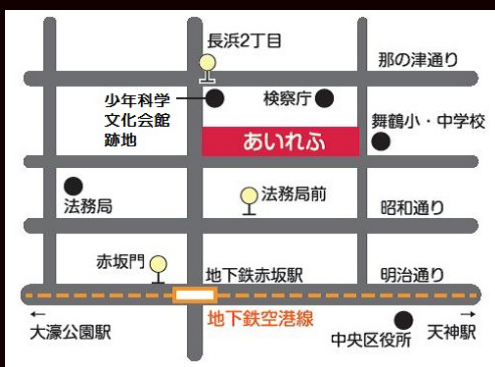 長浜2丁目
那の津通り
少年科学
文化会館
跡地
検察庁
舞鶴小・中学校
あいれふ
法務局
法務局前
昭和通り
赤坂門
地下鉄赤坂駅
明治通り
←
大濠公園駅
地下鉄空港線
中央区役所
→
天神駅